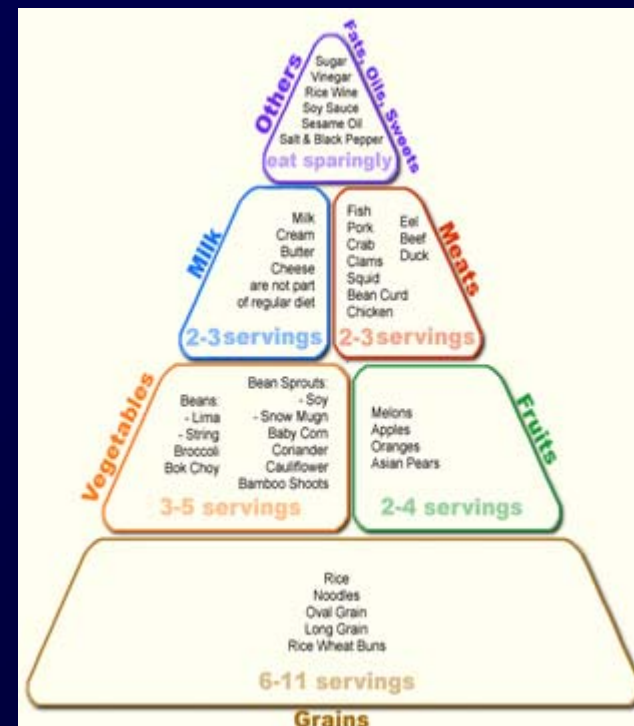 Others
Fats, Oils, Sweets
Sugar
Vinegar
Rice Wine
Soy Sauce
Sesame Oil
Salt & Black Pepper
eat sparingly
Milk
Milk
Cream
Butter
Cheese
are not part
of regular diet
2-3 servings
Meats
Fish
Pork
Crab
Clams
Squid
Bean Curd
Chicken
Eel
Beef
Duck
2-3 servings
Vegetables
Beans:
- Lima
- String
Broccoli
Bok Choy
Bean Sprouts:
- Soy
- Snow Mugn
Baby Corn
Coriander
Cauliflower
Bamboo Shoots
3-5 servings
Fruits
Melons
Apples
Oranges
Asian Pears
2-4 servings
Rice
Noodles
Oval Grain
Long Grain
Rice Wheat Buns
6-11 servings
Grains